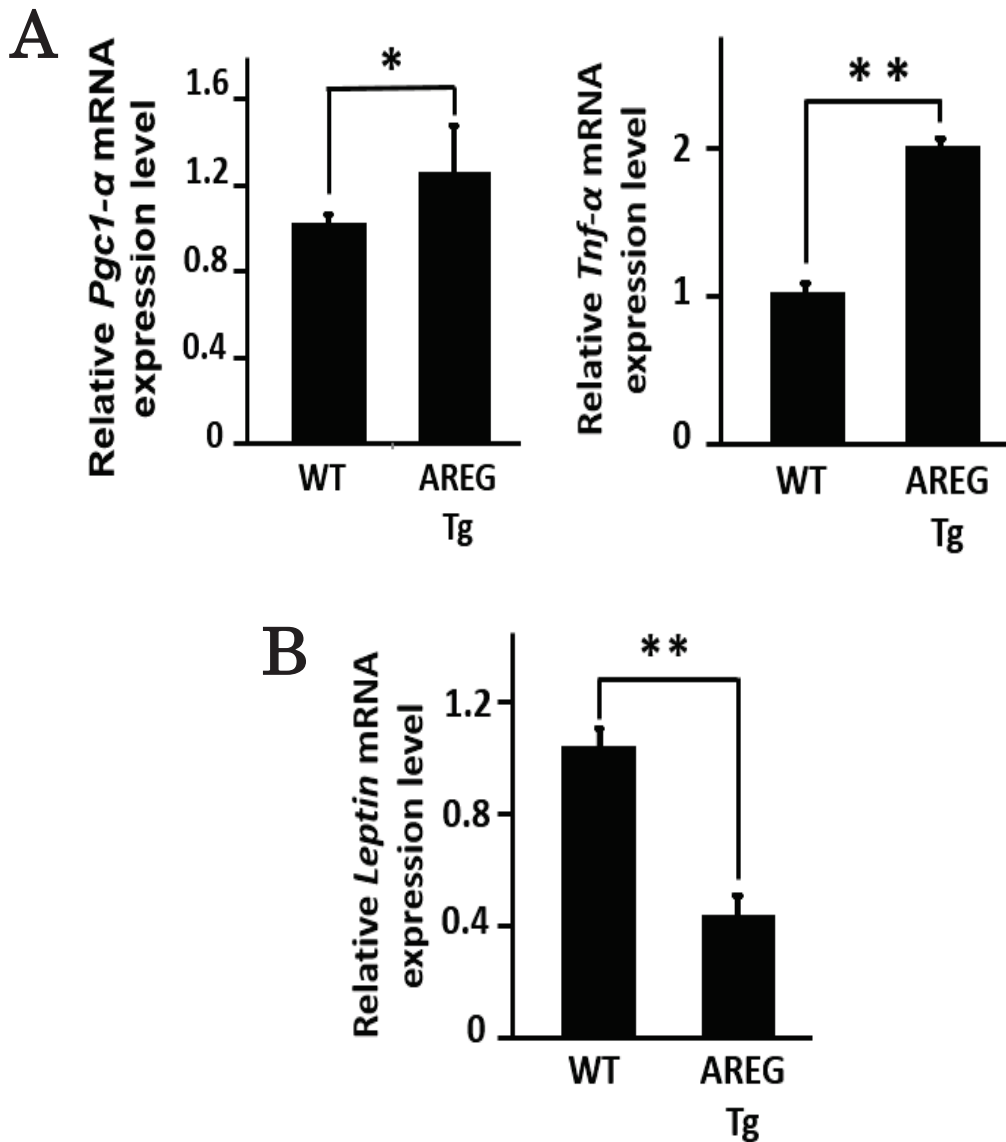 A
Relative Pgc1-α mRNA
expression level
1.6
1.2
0.8
0.4
0
*
WT
AREG
Tg
Relative Tnf-α mRNA
expression level
2
1
0
**
WT
AREG
Tg
B
Relative Leptin mRNA
expression level
1.2
0.8
0.4
0
**
WT
AREG
Tg